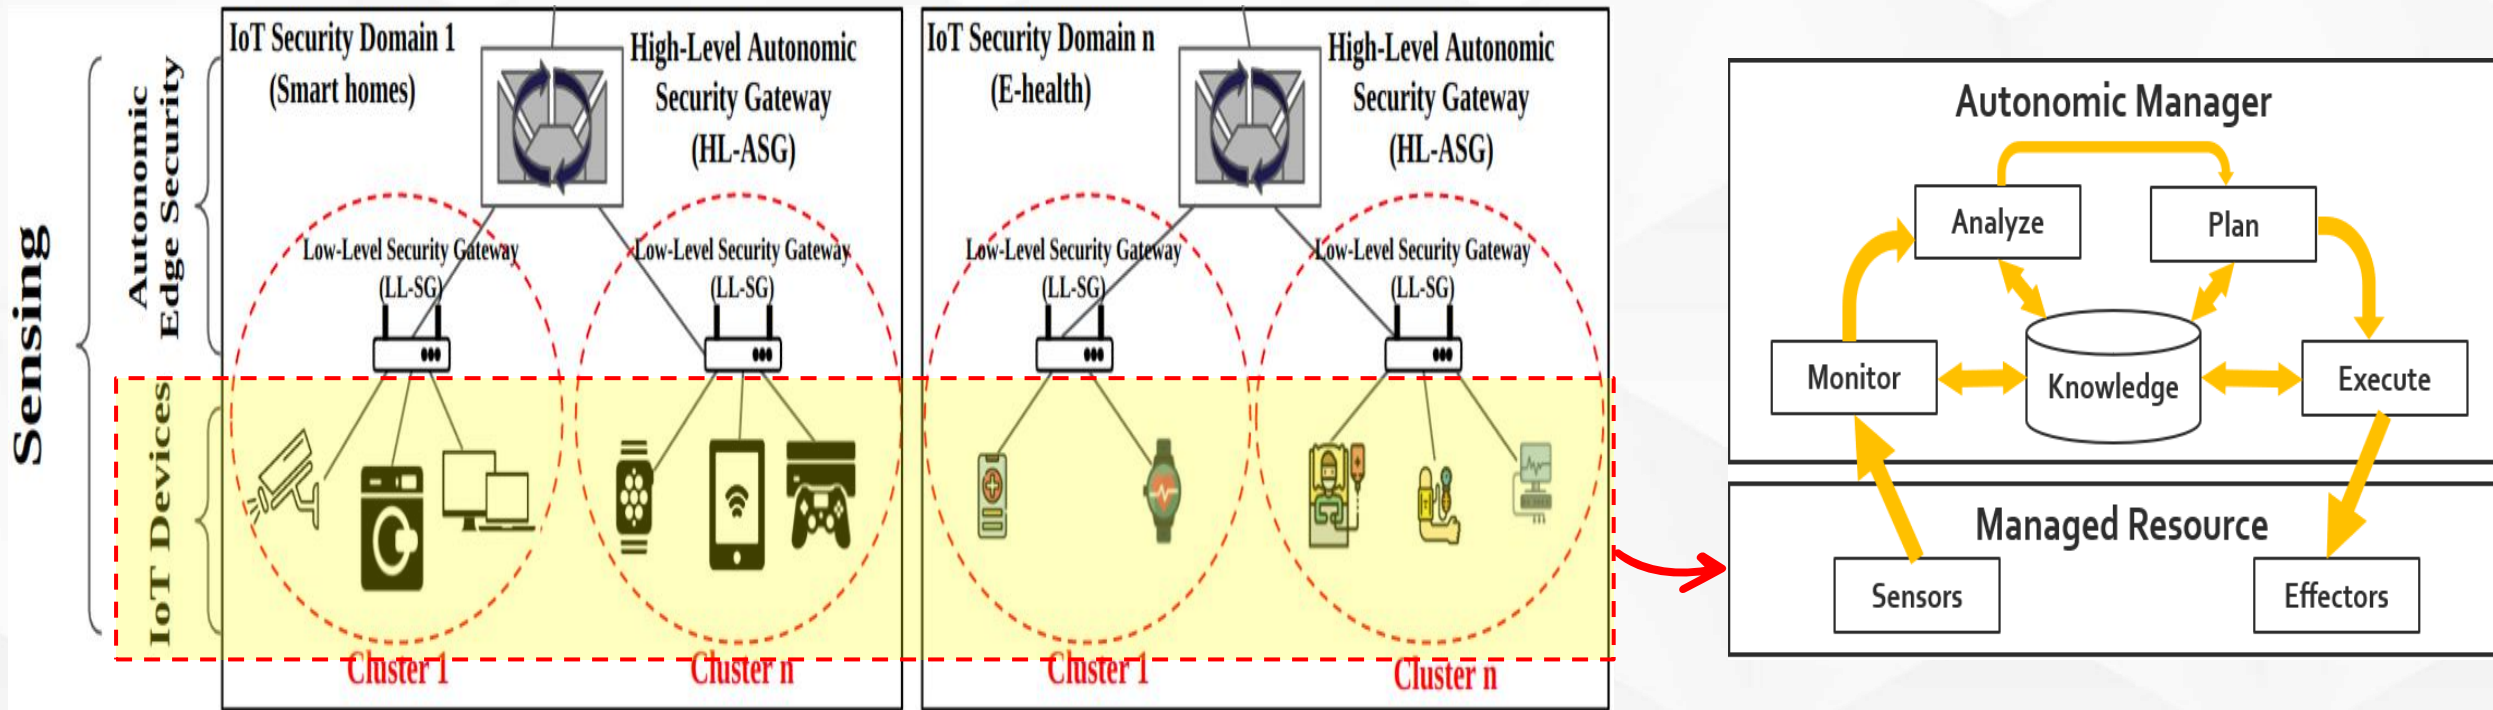 Sensing
Autonomic
Edge Security
IoT Devices
IoT Security Domain 1
(Smart homes)
High-Level Autonomic
Security Gateway
(HL-ASG)
Low-Level Security Gateway
(LL-SG)
Low-Level Security Gateway
(LL-SG)
Cluster 1
Cluster n
IoT Security Domain n
(E-health)
High-Level Autonomic
Security Gateway
(HL-ASG)
Low-Level Security Gateway
(LL-SG)
Low-Level Security Gateway
(LL-SG)
Cluster 1
Cluster n
Autonomic Manager
Analyze
Plan
Monitor
Knowledge
Execute
Managed Resource
Sensors
Effectors